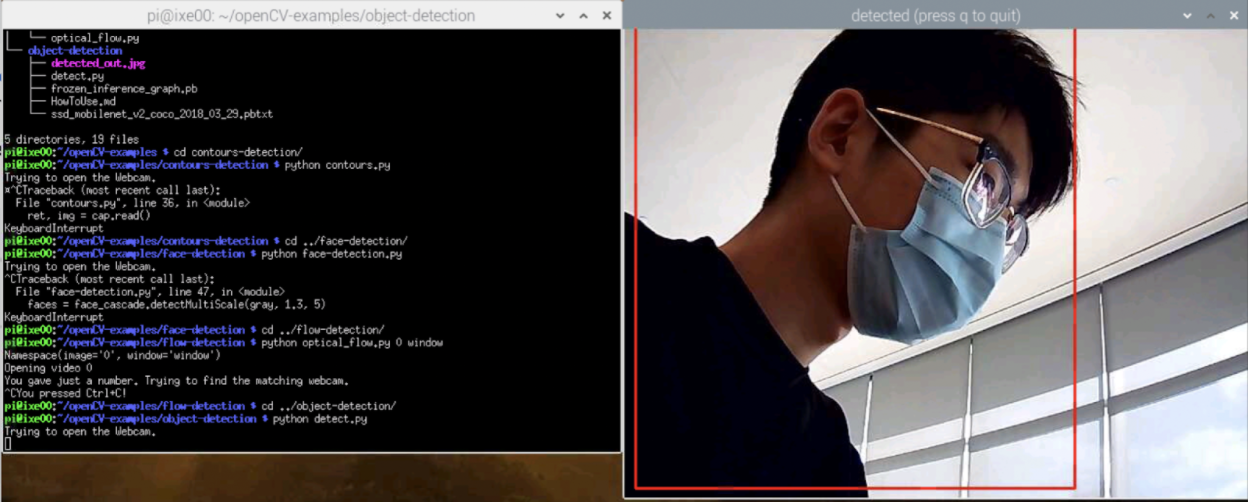 pi@ixe00: ~/openCV-examples/object-detection
│   └── optical_flow.py
└── object-detection
    ├── detected_out.jpg
    ├── detect.py
    ├── frozen_inference_graph.pb
    ├── HowToUse.md
    └── ssd_mobilenet_v2_coco_2018_03_29.pbtxt
5 directories, 19 files
pi@ixe00:~/openCV-examples $ cd contours-detection/
pi@ixe00:~/openCV-examples/contours-detection $ python contours.py
Trying to open the Webcam.
¤^CTraceback (most recent call last):
  File "contours.py", line 36, in <module>
    ret, img = cap.read()
KeyboardInterrupt
pi@ixe00:~/openCV-examples/contours-detection $ cd ../face-detection/
pi@ixe00:~/openCV-examples/face-detection $ python face-detection.py
Trying to open the Webcam.
^CTraceback (most recent call last):
  File "face-detection.py", line 47, in <module>
    faces = face_cascade.detectMultiScale(gray, 1.3, 5)
KeyboardInterrupt
pi@ixe00:~/openCV-examples/face-detection $ cd ../flow-detection/
pi@ixe00:~/openCV-examples/flow-detection $ python optical_flow.py 0 window
Namespace(image='0', window='window')
Opening video 0
You gave just a number. Trying to find the matching webcam.
^CYou pressed Ctrl+C!
pi@ixe00:~/openCV-examples/flow-detection $ cd ../object-detection/
pi@ixe00:~/openCV-examples/object-detection $ python detect.py
Trying to open the Webcam.
detected (press q to quit)